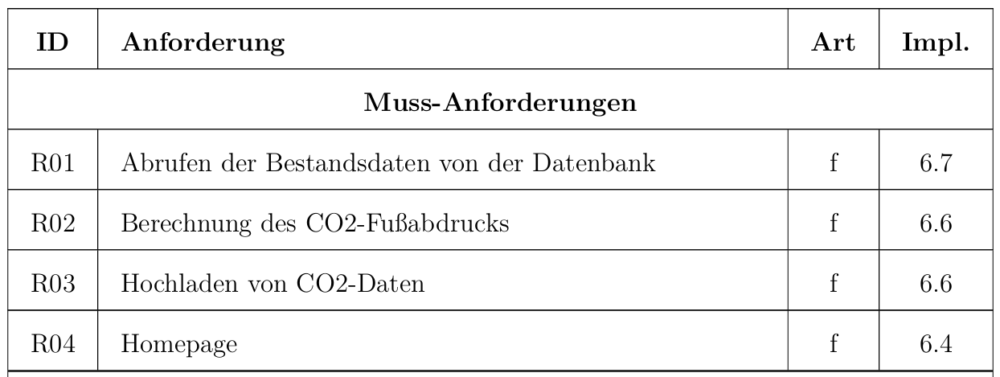 ID Anforderung Art Impl.
Muss-Anforderungen
R01 Abrufen der Bestandsdaten von der Datenbank f 6.7
R02 Berechnung des CO2-Fußabdrucks f 6.6
R03 Hochladen von CO2-Daten f 6.6
R04 Homepage f 6.4